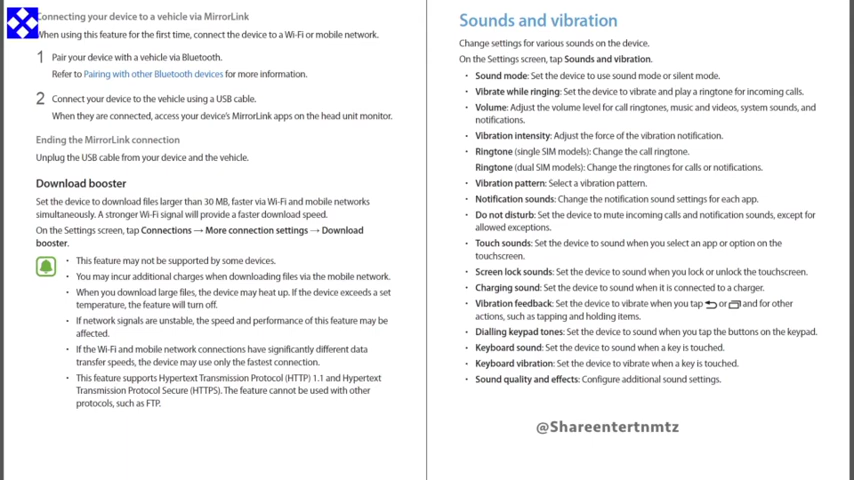 Connecting your device to a vehicle via MirrorLink
When using this feature for the first time, connect the device to a Wi-Fi or mobile network.
1 Pair your device with a vehicle via Bluetooth.
Refer to Pairing with other Bluetooth devices for more information.
2 Connect your device to the vehicle using a USB cable.
When they are connected, access your device's MirrorLink apps on the head unit monitor.
Ending the MirrorLink connection
Unplug the USB cable from your device and the vehicle.
Download booster
Set the device to download files larger than 30 MB, faster via Wi-Fi and mobile networks
simultaneously. A stronger Wi-Fi signal will provide a faster download speed.
On the Settings screen, tap Connections → More connection settings → Download
booster.
• This feature may not be supported by some devices.
• You may incur additional charges when downloading files via the mobile network.
• When you download large files, the device may heat up. If the device exceeds a set
temperature, the feature will turn off.
• If network signals are unstable, the speed and performance of this feature may be
affected.
• If the Wi-Fi and mobile network connections have significantly different data
transfer speeds, the device may use only the fastest connection.
• This feature supports Hypertext Transmission Protocol (HTTP) 1.1 and Hypertext
Transmission Protocol Secure (HTTPS). The feature cannot be used with other
protocols, such as FTP.
Sounds and vibration
Change settings for various sounds on the device.
On the Settings screen, tap Sounds and vibration.
• Sound mode: Set the device to use sound mode or silent mode.
• Vibrate while ringing: Set the device to vibrate and play a ringtone for incoming calls.
• Volume: Adjust the volume level for call ringtones, music and videos, system sounds, and
notifications.
• Vibration intensity: Adjust the force of the vibration notification.
• Ringtone (single SIM models): Change the call ringtone.
Ringtone (dual SIM models): Change the ringtones for calls or notifications.
• Vibration pattern: Select a vibration pattern.
• Notification sounds: Change the notification sound settings for each app.
• Do not disturb: Set the device to mute incoming calls and notification sounds, except for
allowed exceptions.
• Touch sounds: Set the device to sound when you select an app or option on the
touchscreen.
• Screen lock sounds: Set the device to sound when you lock or unlock the touchscreen.
• Charging sound: Set the device to sound when it is connected to a charger.
• Vibration feedback: Set the device to vibrate when you tap or and for other
actions, such as tapping and holding items.
• Dialling keypad tones: Set the device to sound when you tap the buttons on the keypad.
• Keyboard sound: Set the device to sound when a key is touched.
• Keyboard vibration: Set the device to vibrate when a key is touched.
• Sound quality and effects: Configure additional sound settings.
@Shareentertnmtz